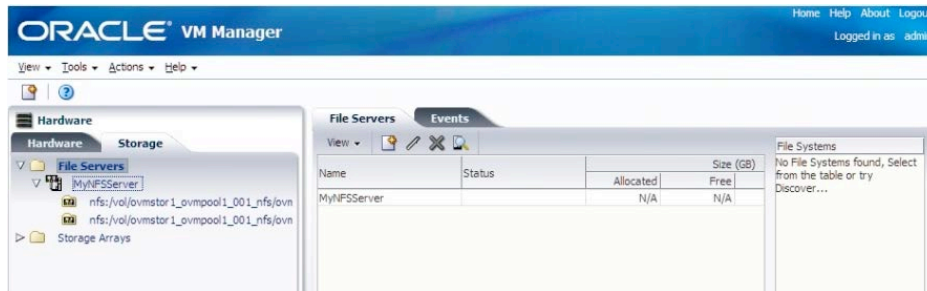 Home Help About Logou
ORACLE VM Manager
Logged in as admi
View Tools Actions Help
Hardware
Hardware Storage
File Servers
MyNFSServer
nfs:/vol/ovmstor1_ovmpool1_001_nfs/ovn
nfs:/vol/ovmstor1_ovmpool1_001_nfs/ovn
Storage Arrays
File Servers Events
View
Name Status Size (GB)
Allocated Free
MyNFSServer N/A N/A
File Systems
No File Systems found, Select
from the table or try
Discover...